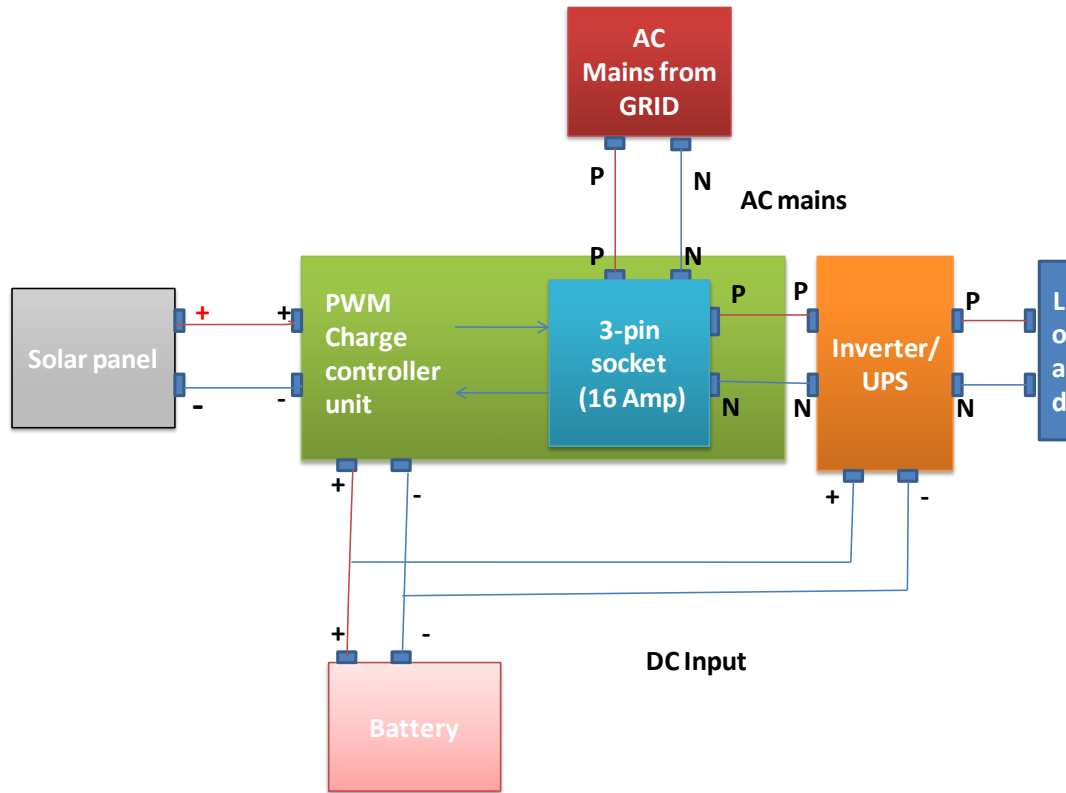 AC
Mains from
GRID
P
N
AC mains
P
N
Solar panel
+
+
-
-
PWM
Charge
controller
unit
3-pin
socket
(16 Amp)
P
P
N
N
Inverter/
UPS
P
N
L
o
a
d
+
-
+
-
+
-
DC Input
Battery